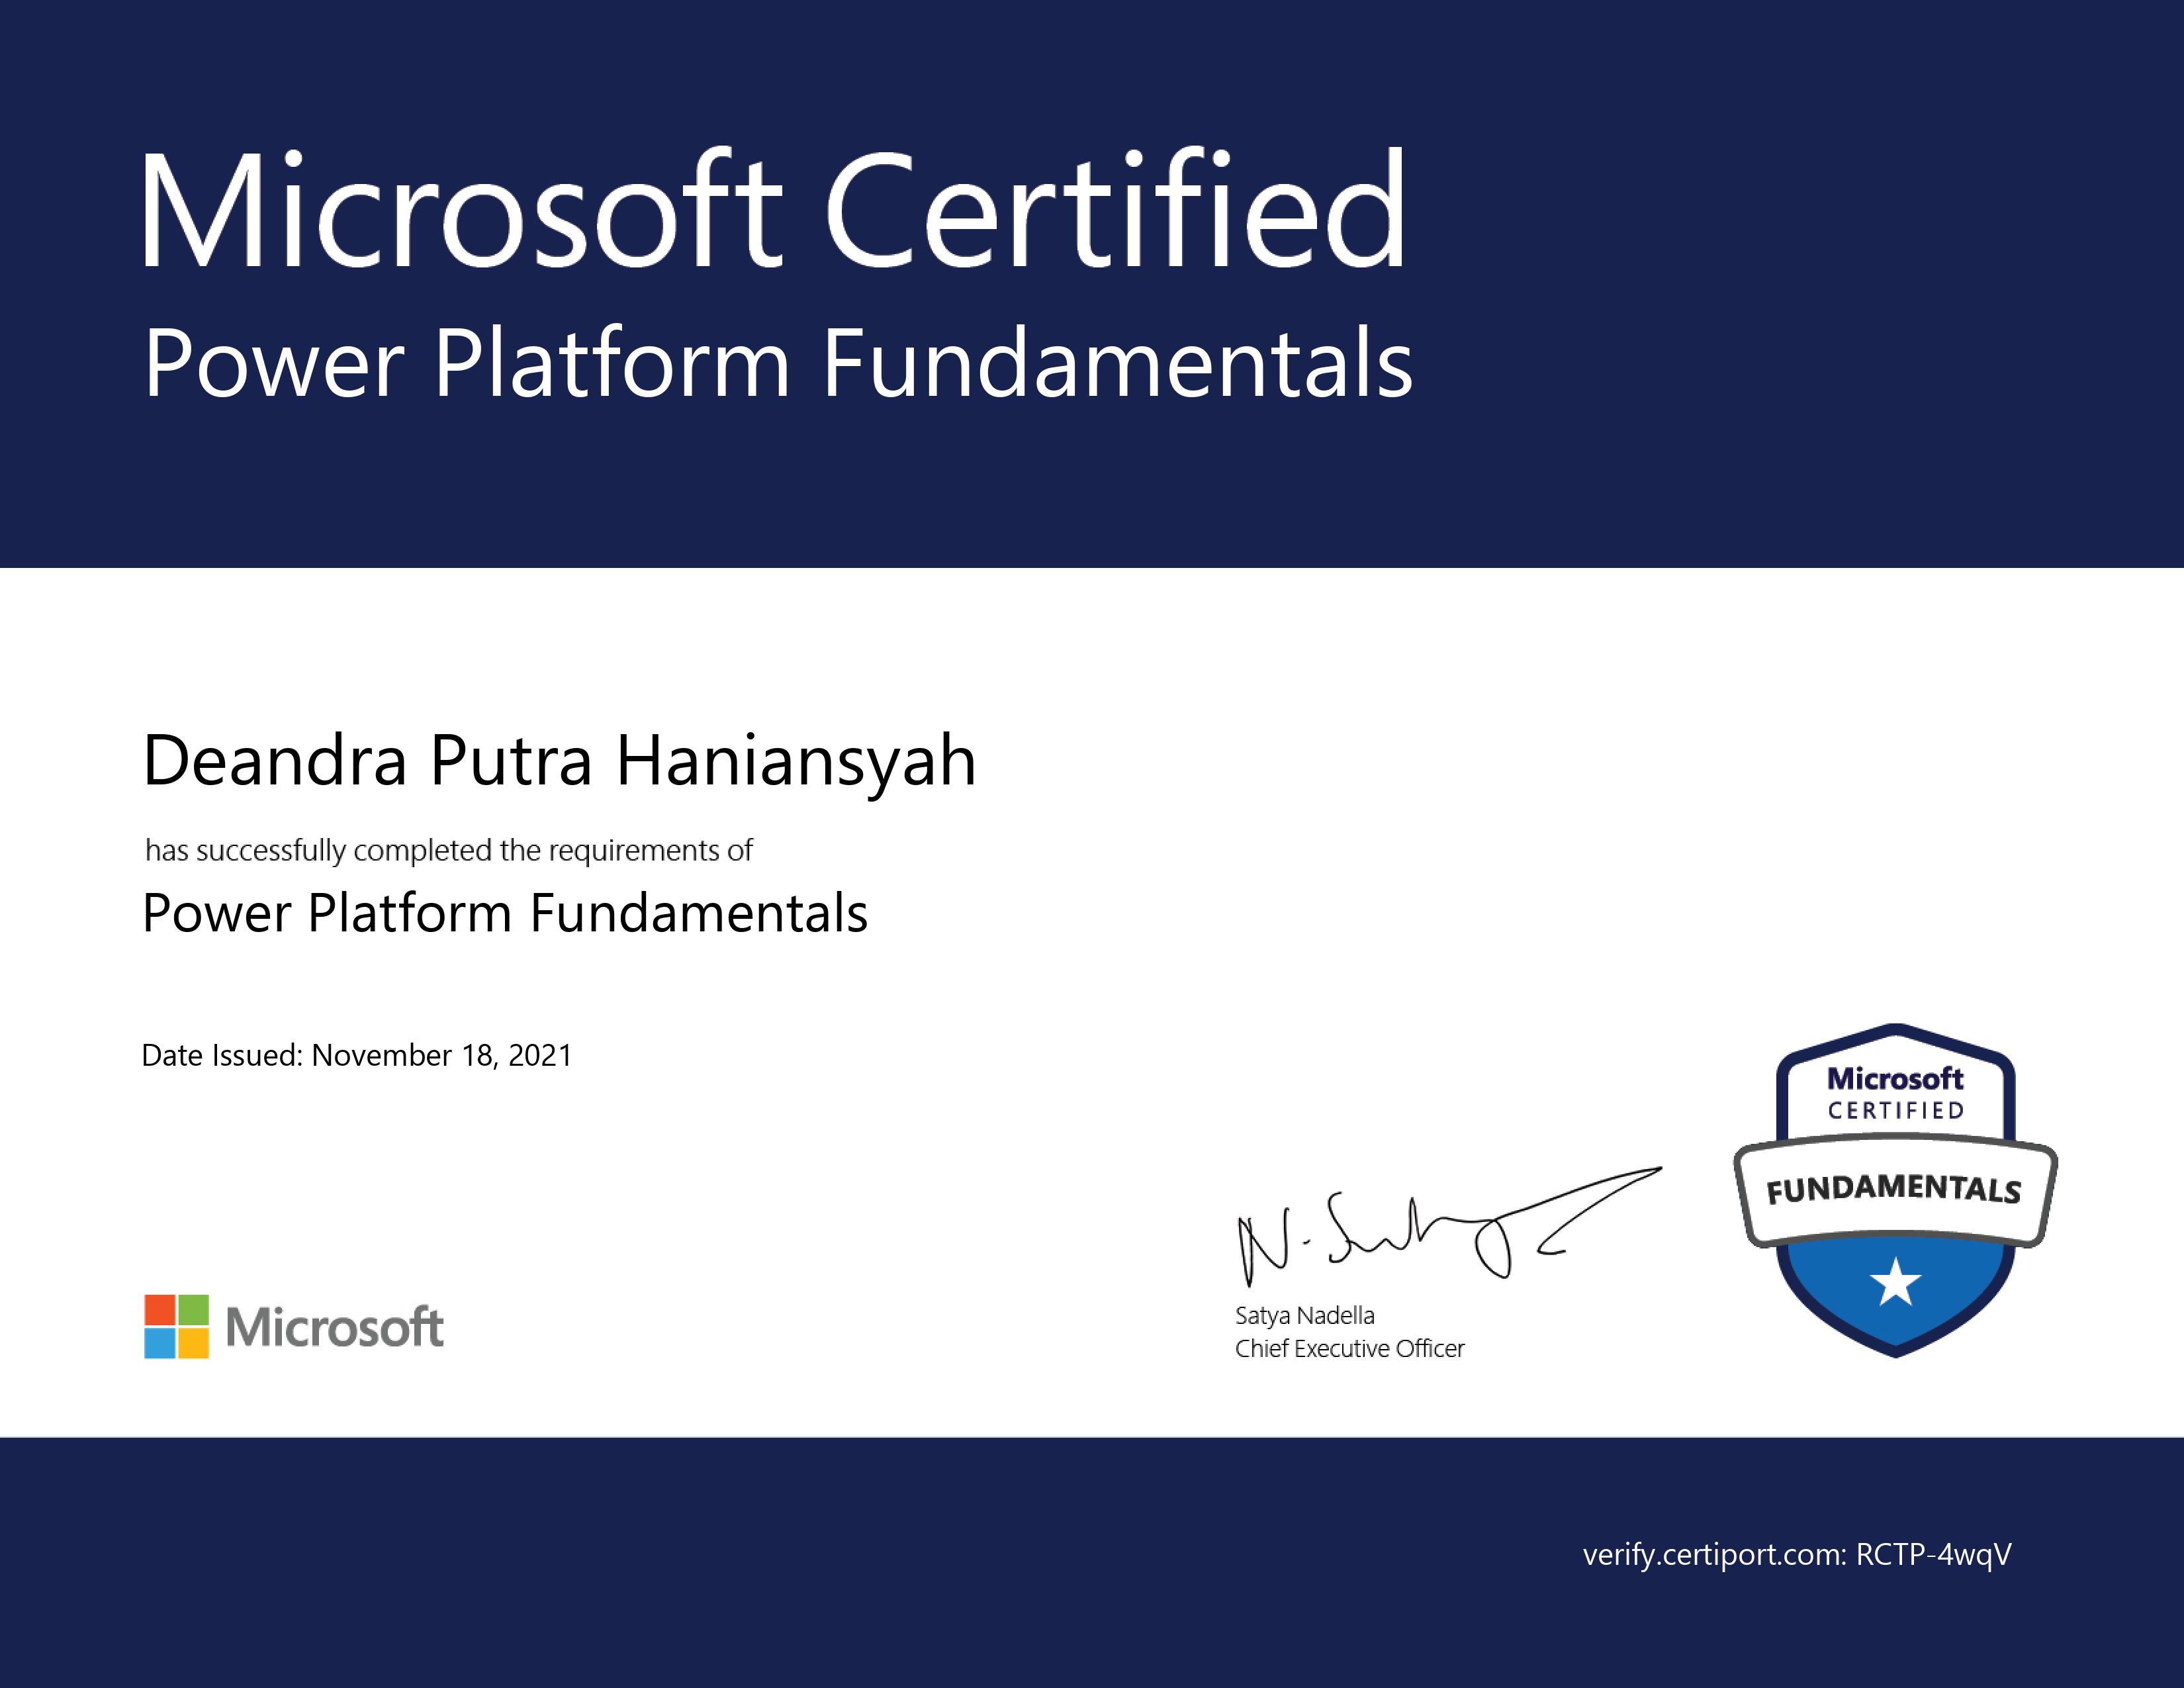 Microsoft Certified
Power Platform Fundamentals
Deandra Putra Haniansyah
has successfully completed the requirements of
Power Platform Fundamentals
Date Issued: November 18, 2021
Microsoft
CERTIFIED
FUNDAMENTALS
N. Satya
Satya Nadella
Chief Executive Officer
Microsoft
verify.certiport.com: RCTP-4wqV